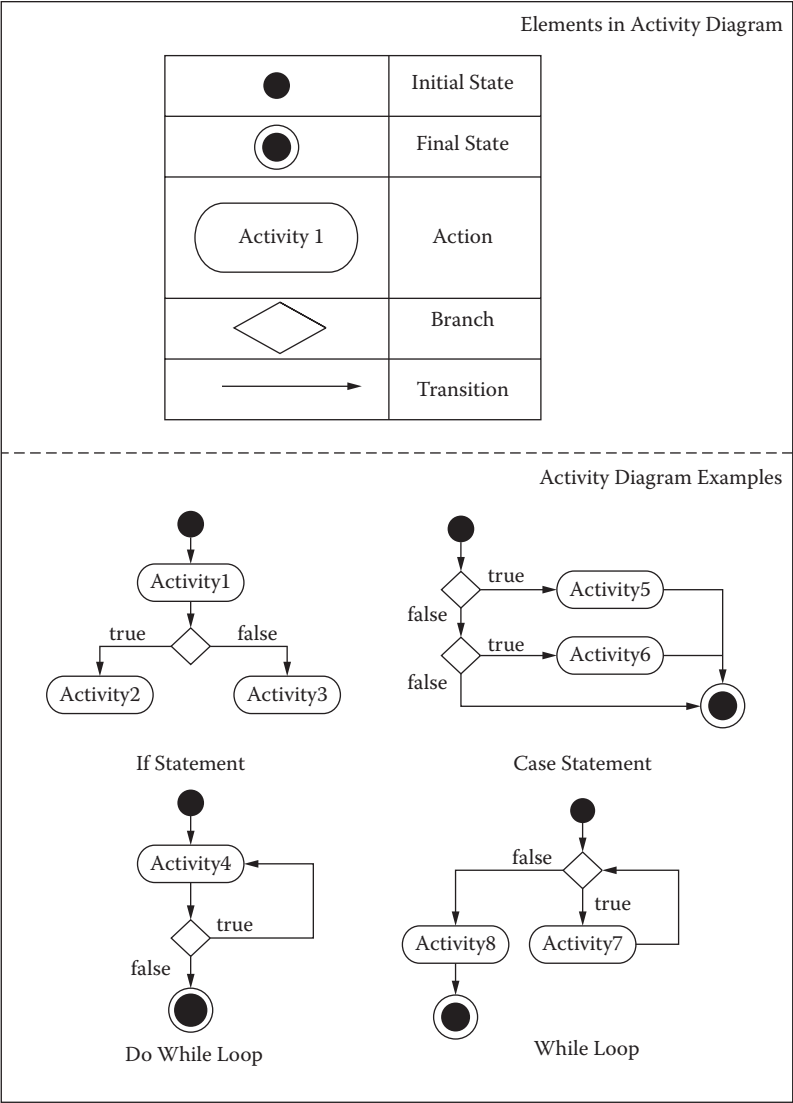 Elements in Activity Diagram
Initial State
Final State
Activity 1
Action
Branch
Transition
Activity Diagram Examples
Activity1
true
false
Activity2
Activity3
If Statement
true
Activity5
false
true
Activity6
false
Case Statement
Activity4
true
false
Do While Loop
false
true
Activity8
Activity7
While Loop